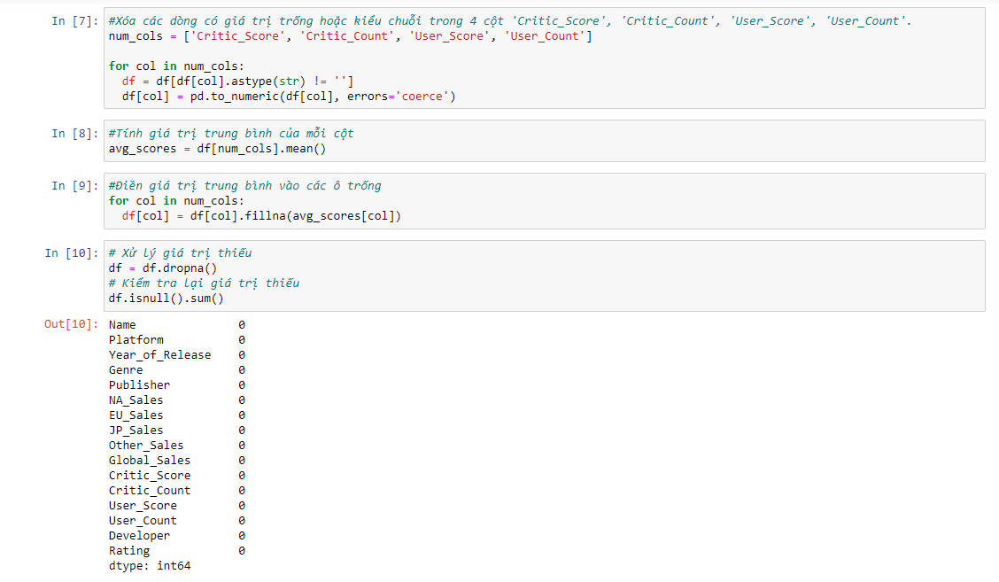 In [7]: #Xóa các dòng có giá trị trống hoặc kiểu chuỗi trong 4 cột 'Critic_Score', 'Critic_Count', 'User_Score', 'User_Count'.
num_cols = ['Critic_Score', 'Critic_Count', 'User_Score', 'User_Count']
for col in num_cols:
  df = df[df[col].astype(str) != '']
  df[col] = pd.to_numeric(df[col], errors='coerce')
In [8]: #Tính giá trị trung bình của mỗi cột
avg_scores = df[num_cols].mean()
In [9]: #Điền giá trị trung bình vào các ô trống
for col in num_cols:
  df[col] = df[col].fillna(avg_scores[col])
In [10]: # Xử lý giá trị thiếu
df = df.dropna()
# Kiểm tra lại giá trị thiếu
df.isnull().sum()
Out[10]: Name 0
Platform 0
Year_of_Release 0
Genre 0
Publisher 0
NA_Sales 0
EU_Sales 0
JP_Sales 0
Other_Sales 0
Global_Sales 0
Critic_Score 0
Critic_Count 0
User_Score 0
User_Count 0
Developer 0
Rating 0
dtype: int64